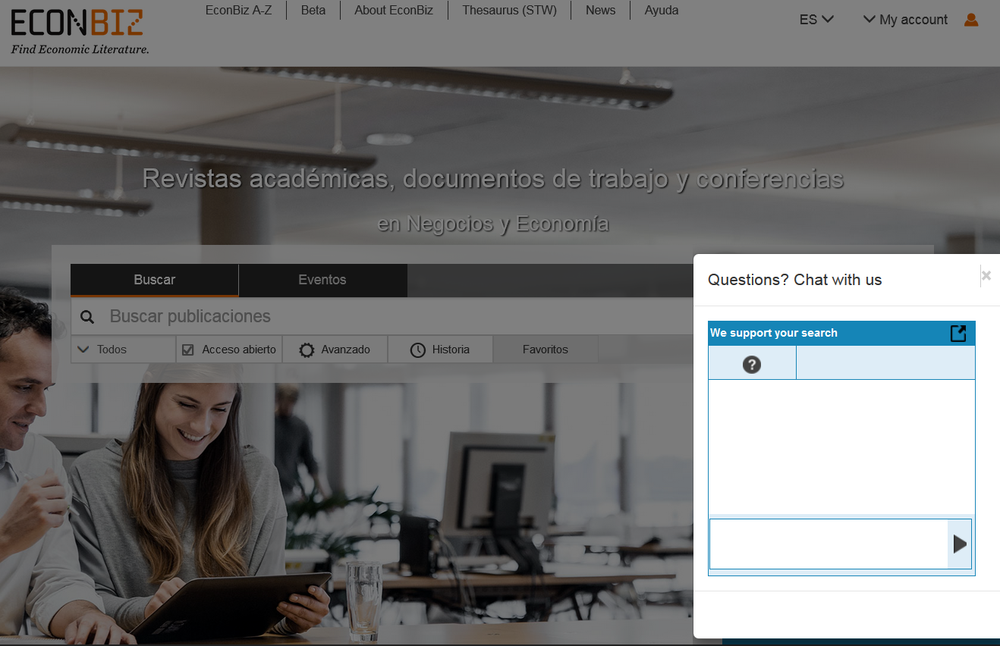 ECONBIZ
Find Economic Literature.
EconBiz A-Z
Beta
About EconBiz
Thesaurus (STW)
News
Ayuda
ES
My account
Revistas académicas, documentos de trabajo y conferencias
en Negocios y Economía
Buscar
Eventos
Buscar publicaciones
Todos
Acceso abierto
Avanzado
Historia
Favoritos
Questions? Chat with us
×
We support your search
?